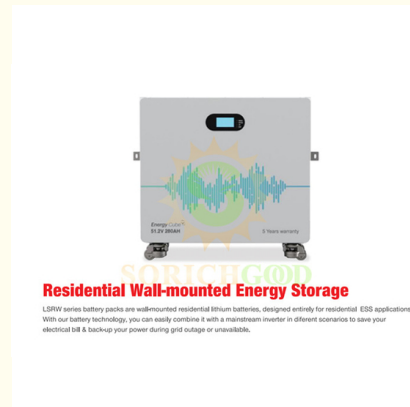 Energy Cube
51.2V 280AH
5 Years warranty
SORICHGOOD
Residential Wall-mounted Energy Storage
LSRW series battery packs are wall-mounted residential lithium batteries, designed entirely for residential ESS applications.
With our battery technology, you can easily combine it with a mainstream inverter in diferent scenarios to save your
electrical bill & back-up your power during grid outage or unavailable.